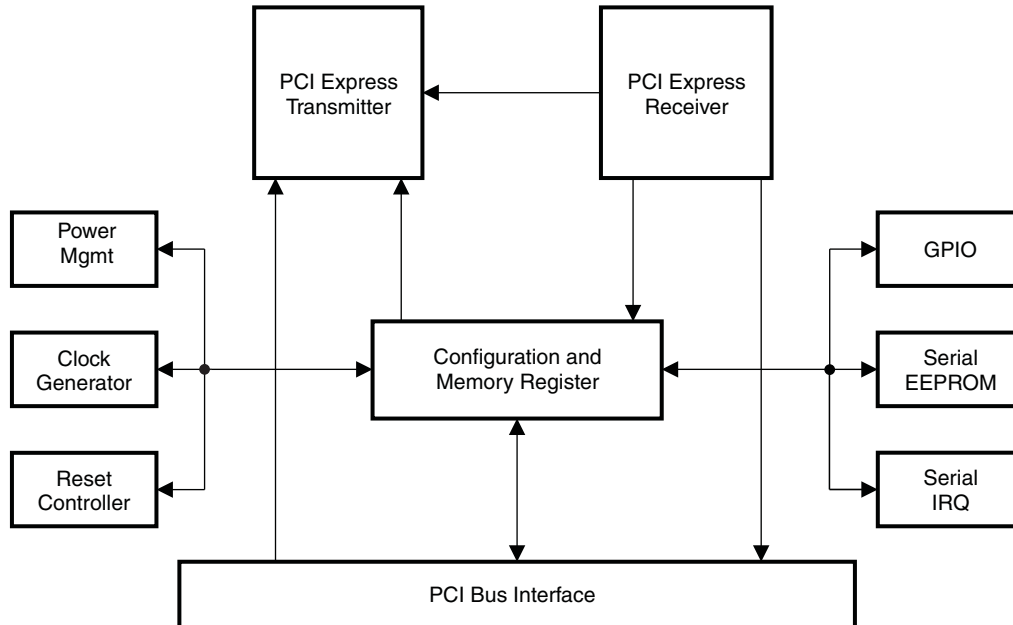 PCI Express
Transmitter
PCI Express
Receiver
Power
Mgmt
GPIO
Clock
Generator
Configuration and
Memory Register
Serial
EEPROM
Reset
Controller
Serial
IRQ
PCI Bus Interface